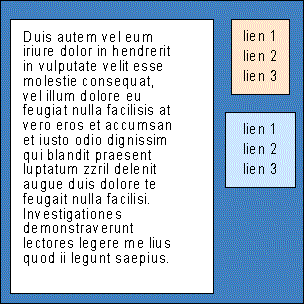 Duis autem vel eum
iriure dolor in hendrerit
in vulputate velit esse
molestie consequat,
vel illum dolore eu
feugiat nulla facilisis at
vero eros et accumsan
et iusto odio dignissim
qui blandit praesent
luptatum zzril delenit
augue duis dolore te
feugait nulla facilisi.
Investigationes
demonstraverunt
lectores legere me lius
quod ii legunt saepius.
lien 1
lien 2
lien 3
lien 1
lien 2
lien 3